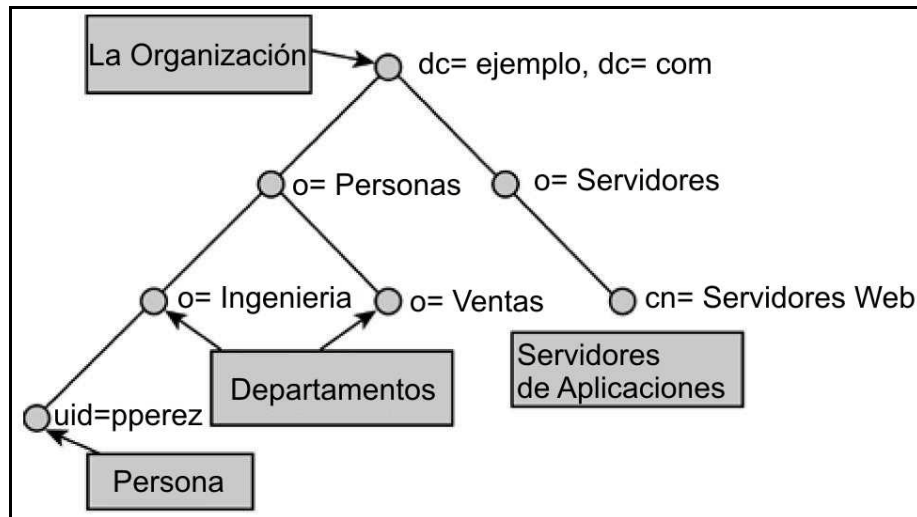 La Organización
dc= ejemplo, dc= com
o= Personas
o= Servidores
o= Ingenieria
o= Ventas
cn= Servidores Web
Departamentos
Servidores
de Aplicaciones
uid=pperez
Persona